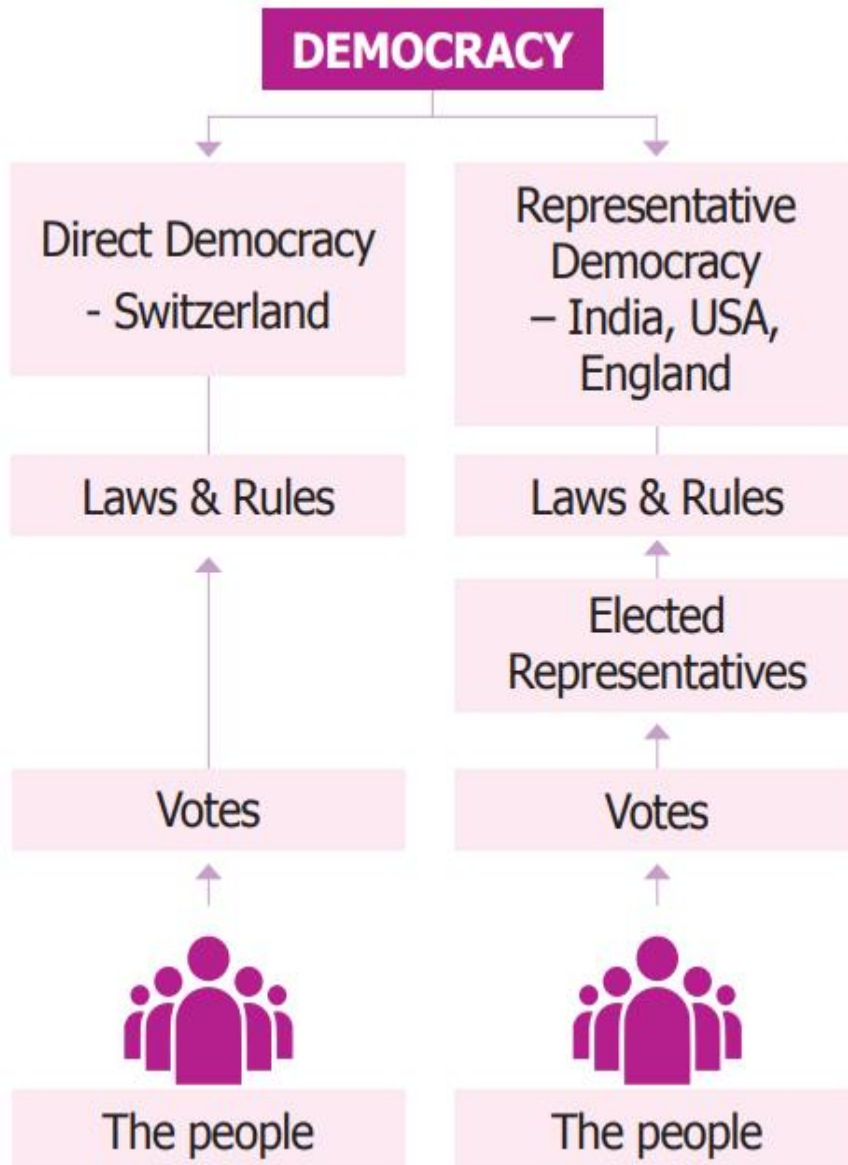 DEMOCRACY
Direct Democracy
- Switzerland
Laws & Rules
Votes
The people
Representative
Democracy
– India, USA,
England
Laws & Rules
Elected
Representatives
Votes
The people